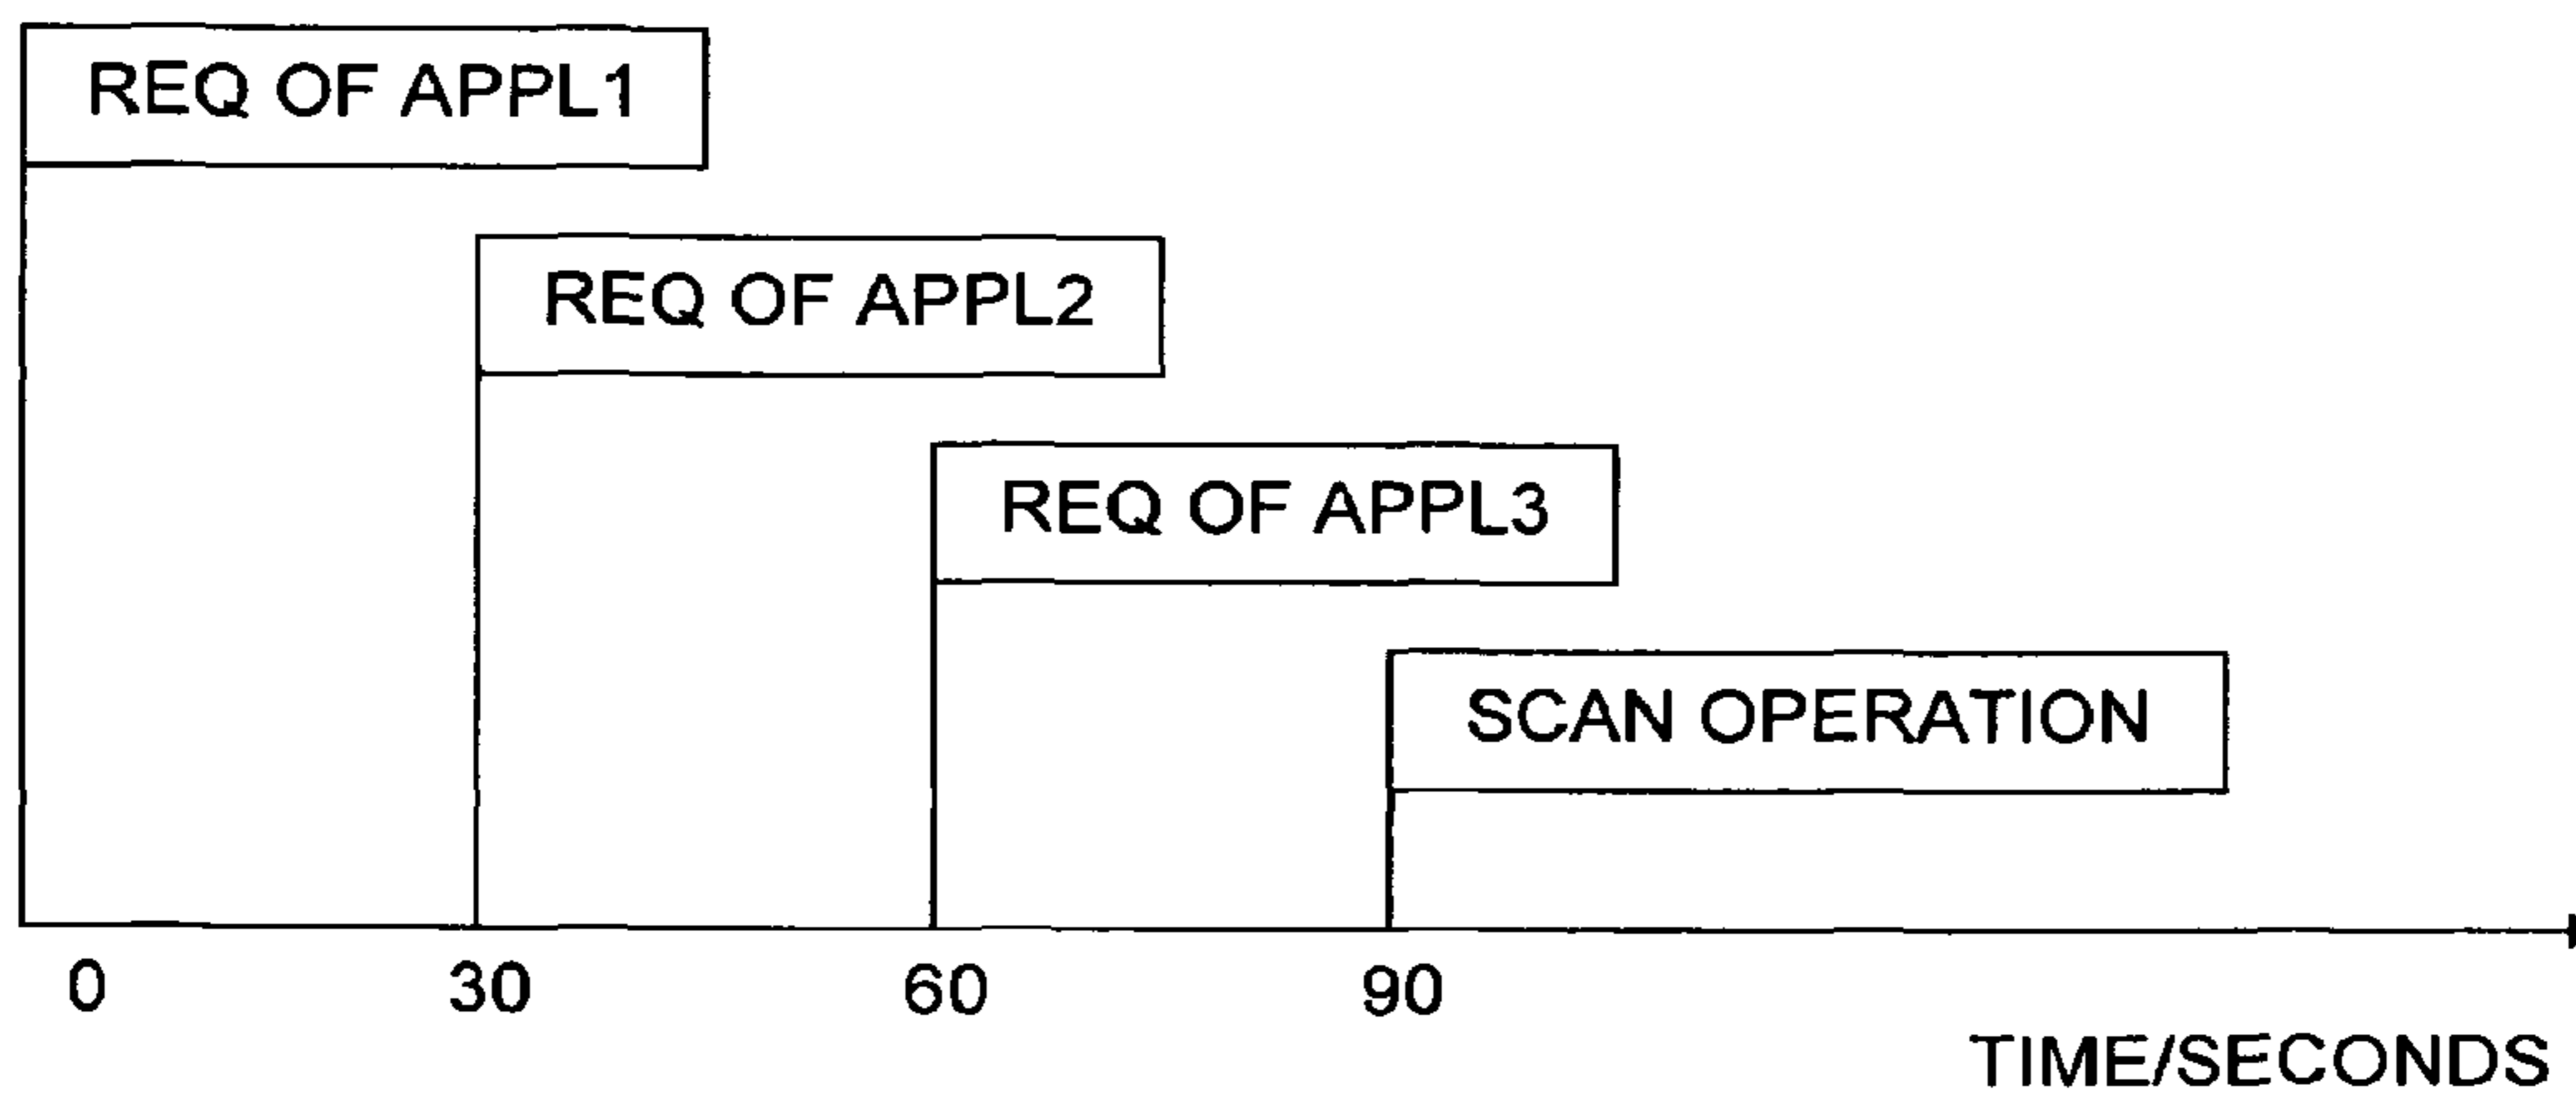 REQ OF APPL1
REQ OF APPL2
REQ OF APPL3
SCAN OPERATION
0 30 60 90
TIME/SECONDS